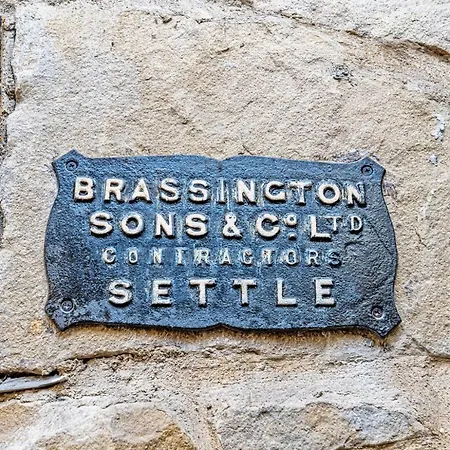 BRASSINGTON
SONS & Cº. LTD
CONTRACTORS
SETTLE